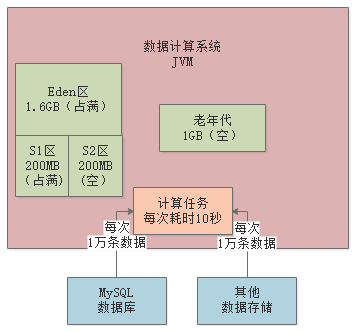 数据计算系统
JVM
Eden区
1.6GB（占满）
老年代
1GB（空）
S1区
200MB
(占满)
S2区
200MB
(空)
计算任务
每次耗时10秒
每次
1万条数据
每次
1万条数据
MySQL
数据库
其他
数据存储